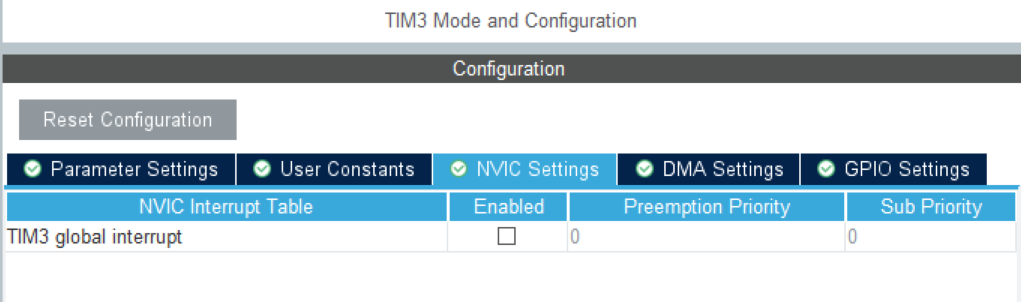 TIM3 Mode and Configuration
Configuration
Reset Configuration
Parameter Settings User Constants NVIC Settings DMA Settings GPIO Settings
NVIC Interrupt Table Enabled Preemption Priority Sub Priority
TIM3 global interrupt 0 0